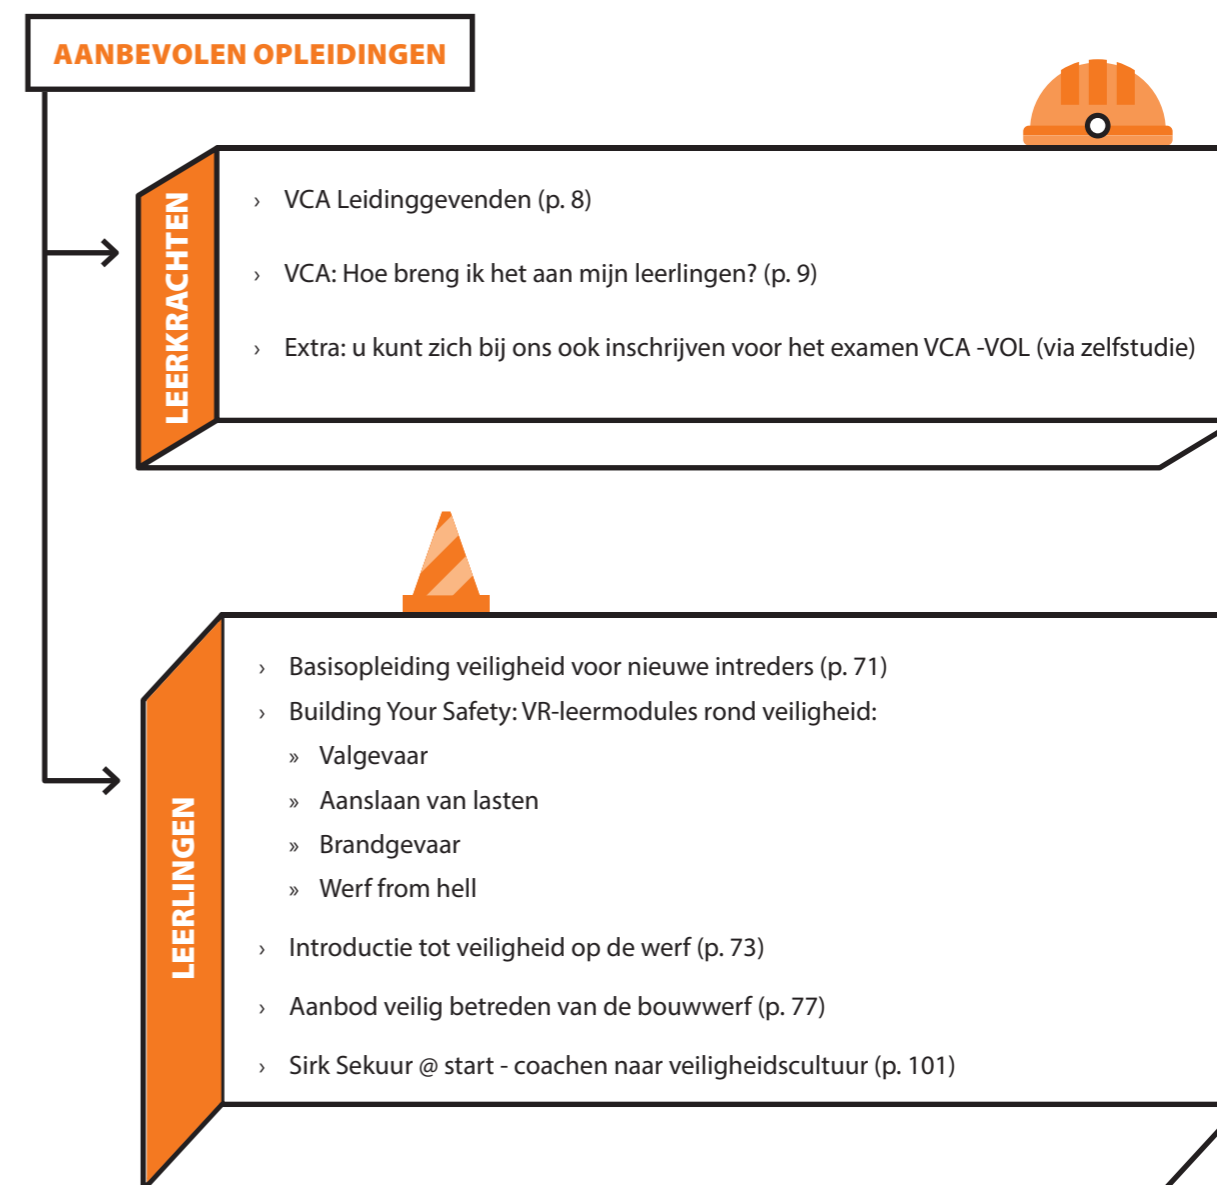 AANBEVOLEN OPLEIDINGEN
LEERKRACHTEN
› VCA Leidinggevenden (p. 8)
› VCA: Hoe breng ik het aan mijn leerlingen? (p. 9)
› Extra: u kunt zich bij ons ook inschrijven voor het examen VCA -VOL (via zelfstudie)
LEERLINGEN
› Basisopleiding veiligheid voor nieuwe intreders (p. 71)
› Building Your Safety: VR-leermodules rond veiligheid:
» Valgevaar
» Aanslaan van lasten
» Brandgevaar
» Werf from hell
› Introductie tot veiligheid op de werf (p. 73)
› Aanbod veilig betreden van de bouwwerf (p. 77)
› Sirk Sekuur @ start - coachen naar veiligheidscultuur (p. 101)